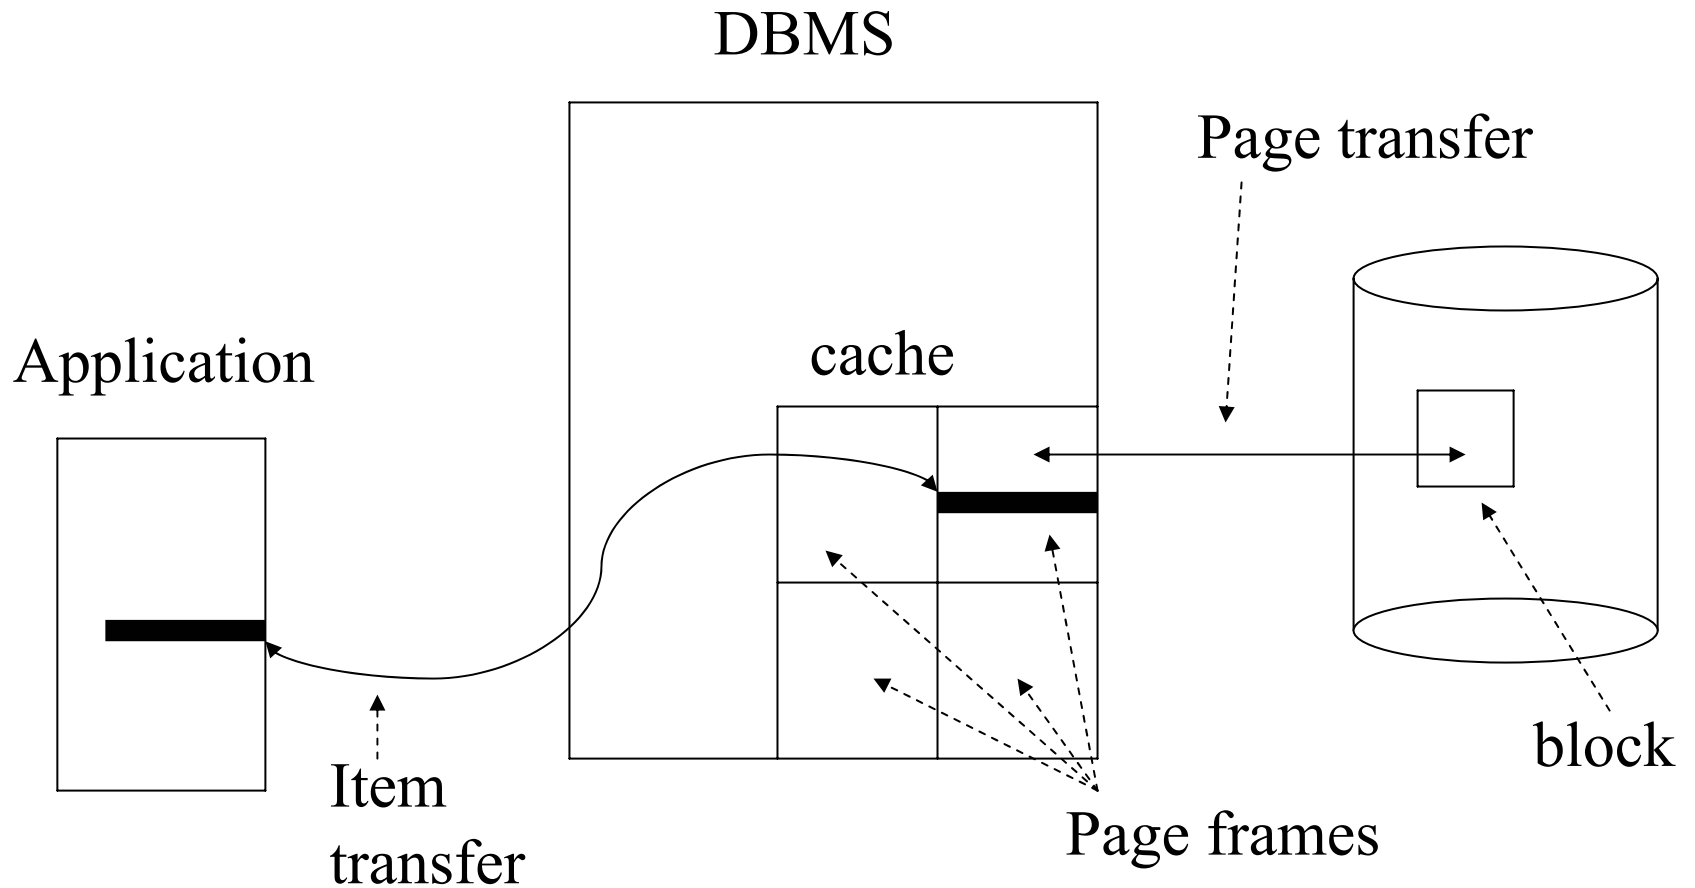 DBMS
Page transfer
Application
cache
block
Item
transfer
Page frames